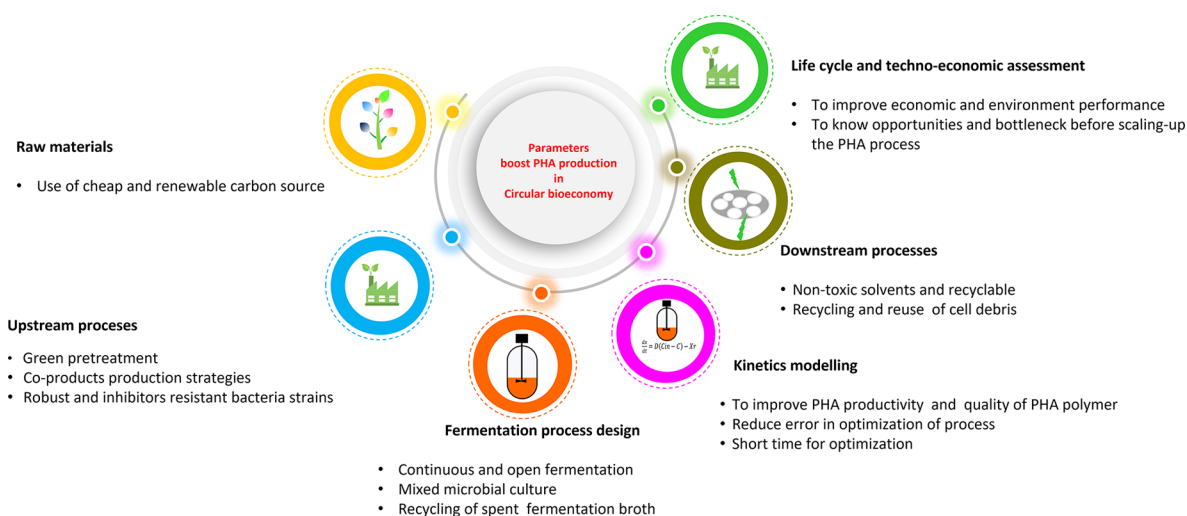 Parameters
boost PHA production
in
Circular bioeconomy
Raw materials
• Use of cheap and renewable carbon source
Upstream proceses
• Green pretreatment
• Co-products production strategies
• Robust and inhibitors resistant bacteria strains
Fermentation process design
• Continuous and open fermentation
• Mixed microbial culture
• Recycling of spent fermentation broth
Kinetics modelling
• To improve PHA productivity and quality of PHA polymer
• Reduce error in optimization of process
• Short time for optimization
Downstream processes
• Non-toxic solvents and recyclable
• Recycling and reuse of cell debris
Life cycle and techno-economic assessment
• To improve economic and environment performance
• To know opportunities and bottleneck before scaling-up
the PHA process